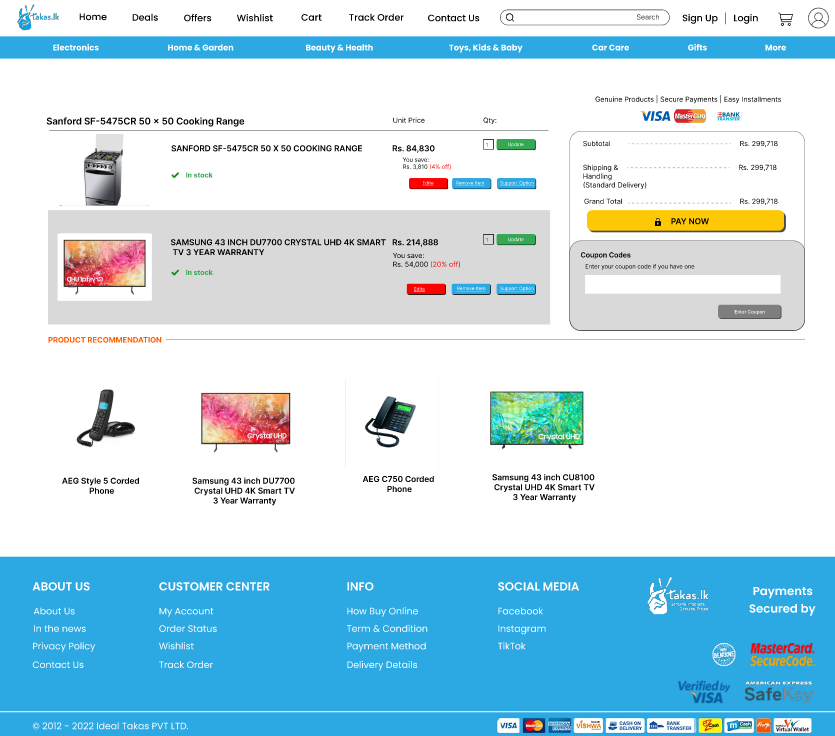 takas.lk
Home Deals Offers Wishlist Cart Track Order Contact Us Search Sign Up | Login
Electronics Home & Garden Beauty & Health Toys, Kids & Baby Car Care Gifts More
Genuine Products | Secure Payments | Easy Installments
VISA MasterCard BANK TRANSFER
Sanford SF-5475CR 50 × 50 Cooking Range Unit Price Qty:
SANFORD SF-5475CR 50 X 50 COOKING RANGE Rs. 84,830 1 Update
You save:
Rs. 3,810 (4% off)
In stock
Edite Remove Item Support Option
SAMSUNG 43 INCH DU7700 CRYSTAL UHD 4K SMART Rs. 214,888 1 Update
TV 3 YEAR WARRANTY
You save:
Rs. 54,000 (20% off)
In stock
Edite Remove Item Support Option
Subtotal Rs. 299,718
Shipping & Rs. 299,718
Handling
(Standard Delivery)
Grand Total Rs. 299,718
PAY NOW
Coupon Codes
Enter your coupon code if you have one
Enter Coupon
PRODUCT RECOMMENDATION
Crystal UHD
Crystal UHD
AEG Style 5 Corded
Phone
Samsung 43 inch DU7700
Crystal UHD 4K Smart TV
3 Year Warranty
AEG C750 Corded
Phone
Samsung 43 inch CU8100
Crystal UHD 4K Smart TV
3 Year Warranty
ABOUT US
About Us
In the news
Privacy Policy
Contact Us
CUSTOMER CENTER
My Account
Order Status
Wishlist
Track Order
INFO
How Buy Online
Term & Condition
Payment Method
Delivery Details
SOCIAL MEDIA
Facebook
Instagram
TikTok
takas.lk
Payments
Secured by
GENUINE
MasterCard.
SecureCode.
Verified by
VISA
AMERICAN EXPRESS
SafeKey
© 2012 - 2022 Ideal Takas PVT LTD.
VISA MasterCard AMERICAN EXPRESS VISHWA CASH ON DELIVERY BANK TRANSFER eZCash mCash Frimi Virtual Wallet